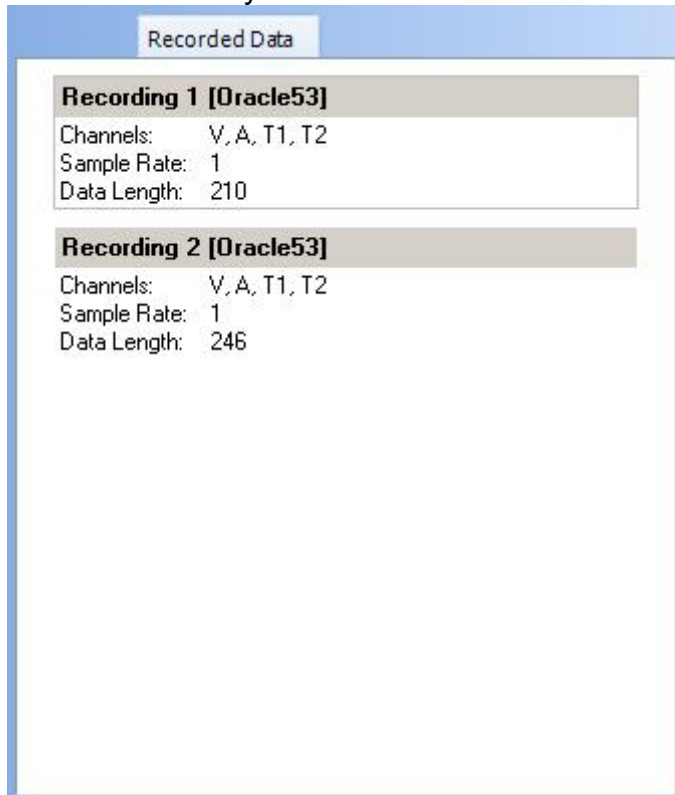 Recorded Data
Recording 1 [Oracle53]
Channels: V, A, T1, T2
Sample Rate: 1
Data Length: 210
Recording 2 [Oracle53]
Channels: V, A, T1, T2
Sample Rate: 1
Data Length: 246